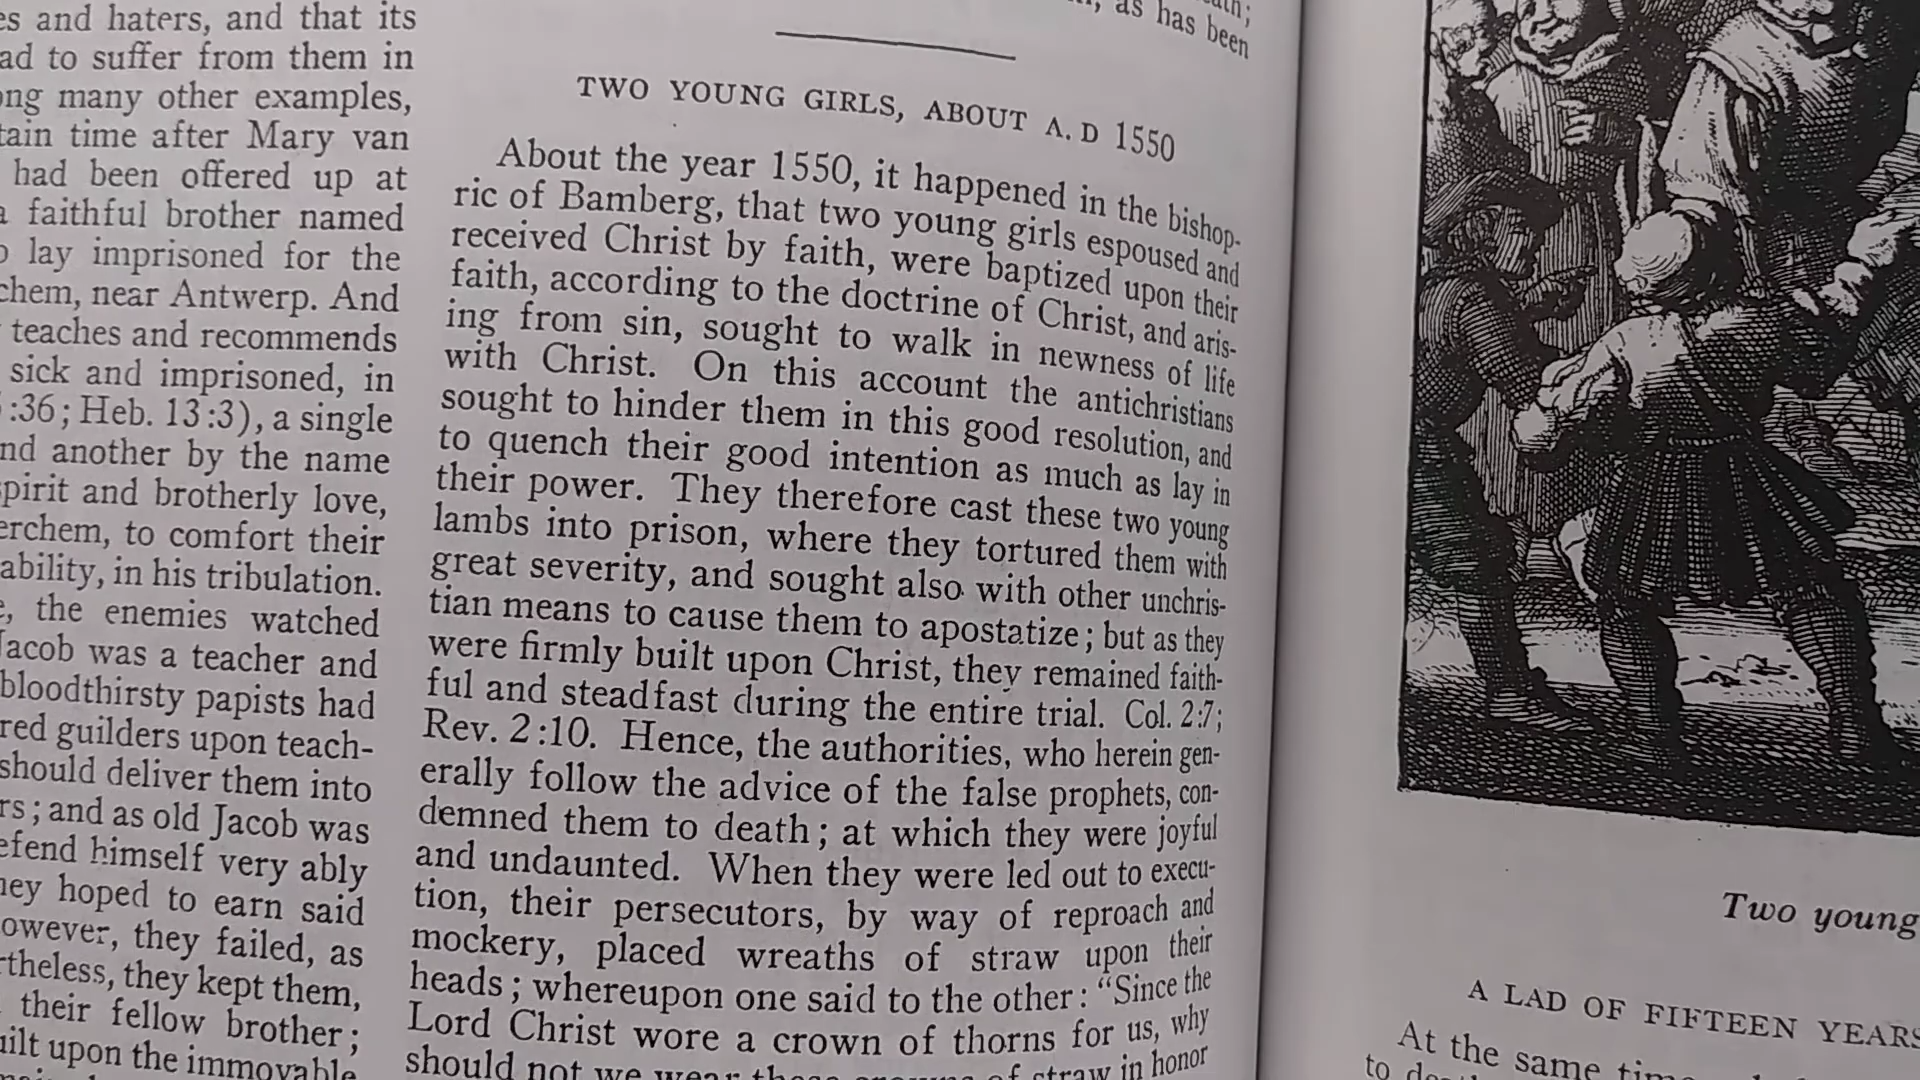 es and haters, and that its
ad to suffer from them in
ong many other examples,
tain time after Mary van
had been offered up at
a faithful brother named
o lay imprisoned for the
chem, near Antwerp. And
teaches and recommends
sick and imprisoned, in
:36; Heb. 13:3), a single
nd another by the name
spirit and brotherly love,
erchem, to comfort their
ability, in his tribulation.
e, the enemies watched
Jacob was a teacher and
bloodthirsty papists had
red guilders upon teach-
should deliver them into
rs; and as old Jacob was
efend himself very ably
hey hoped to earn said
owever, they failed, as
rtheless, they kept them,
their fellow brother;
uilt upon the immovable
as has been
TWO YOUNG GIRLS, ABOUT A. D 1550
About the year 1550, it happened in the bishop-
ric of Bamberg, that two young girls espoused and
received Christ by faith, were baptized upon their
faith, according to the doctrine of Christ, and aris-
ing from sin, sought to walk in newness of life
with Christ. On this account the antichristians
sought to hinder them in this good resolution, and
to quench their good intention as much as lay in
their power. They therefore cast these two young
lambs into prison, where they tortured them with
great severity, and sought also with other unchris-
tian means to cause them to apostatize; but as they
were firmly built upon Christ, they remained faith-
ful and steadfast during the entire trial. Col. 2:7;
Rev. 2:10. Hence, the authorities, who herein gen-
erally follow the advice of the false prophets, con-
demned them to death; at which they were joyful
and undaunted. When they were led out to execu-
tion, their persecutors, by way of reproach and
mockery, placed wreaths of straw upon their
heads; whereupon one said to the other: "Since the
Lord Christ wore a crown of thorns for us, why
should not we wear these crowns of straw in honor
Two young
A LAD OF FIFTEEN YEARS
At the same time
to